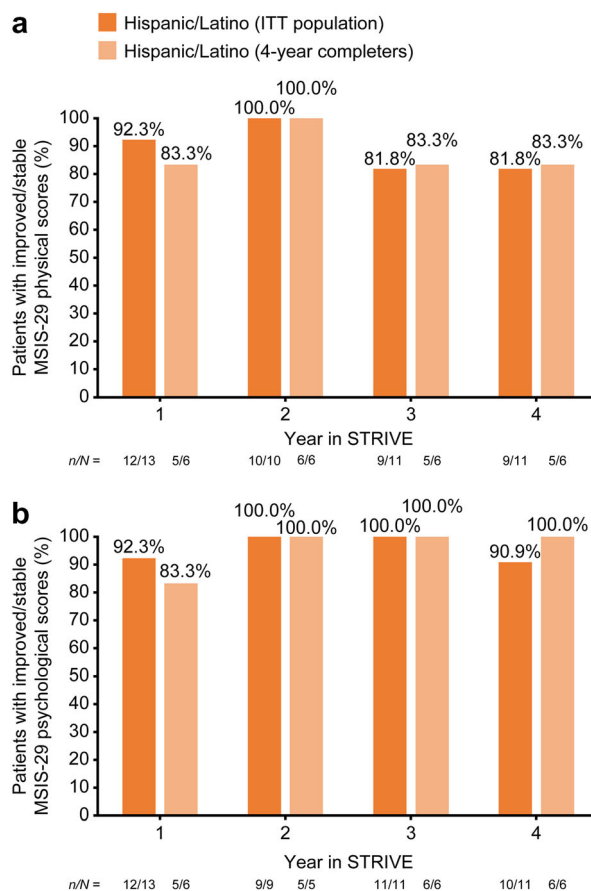 a
Hispanic/Latino (ITT population)
Hispanic/Latino (4-year completers)
Patients with improved/stable
MSIS-29 physical scores (%)
100
90
80
70
60
50
40
30
20
10
0
92.3%
83.3%
100.0%
100.0%
81.8%
83.3%
81.8%
83.3%
1 2 3 4
Year in STRIVE
n/N = 12/13 5/6 10/10 6/6 9/11 5/6 9/11 5/6
b
Patients with improved/stable
MSIS-29 psychological scores (%)
100
90
80
70
60
50
40
30
20
10
0
92.3%
83.3%
100.0%
100.0%
100.0%
100.0%
90.9%
100.0%
1 2 3 4
Year in STRIVE
n/N = 12/13 5/6 9/9 5/5 11/11 6/6 10/11 6/6